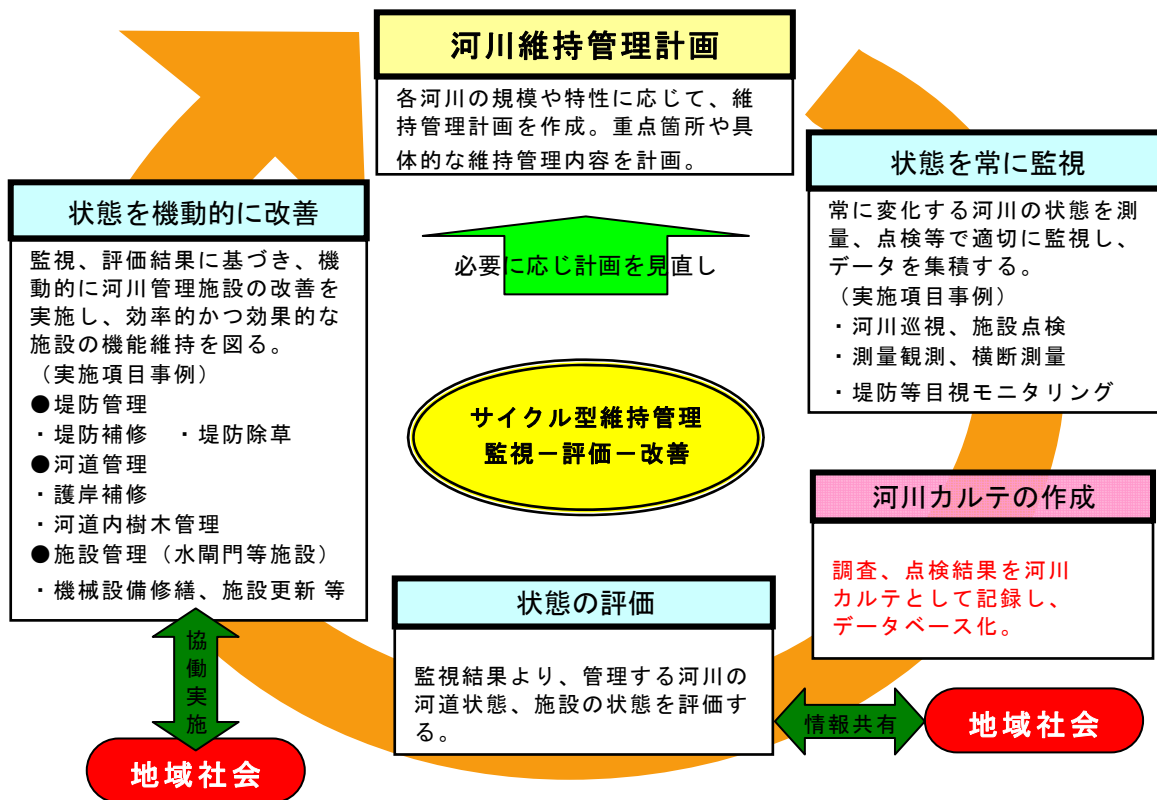 河川維持管理計画
各河川の規模や特性に応じて、維
持管理計画を作成。重点箇所や具
体的な維持管理内容を計画。
状態を常に監視
常に変化する河川の状態を測
量、点検等で適切に監視し、
データを集積する。
（実施項目事例）
・河川巡視、施設点検
・測量観測、横断測量
・堤防等目視モニタリング
河川カルテの作成
調査、点検結果を河川
カルテとして記録し、
データベース化。
状態の評価
監視結果より、管理する河川の
河道状態、施設の状態を評価す
る。
情報共有
地域社会
状態を機動的に改善
監視、評価結果に基づき、機
動的に河川管理施設の改善を
実施し、効率的かつ効果的な
施設の機能維持を図る。
（実施項目事例）
●堤防管理
・堤防補修　・堤防除草
●河道管理
・護岸補修
・河道内樹木管理
●施設管理（水閘門等施設）
・機械設備修繕、施設更新 等
協働実施
地域社会
必要に応じ計画を見直し
サイクル型維持管理
監視－評価－改善